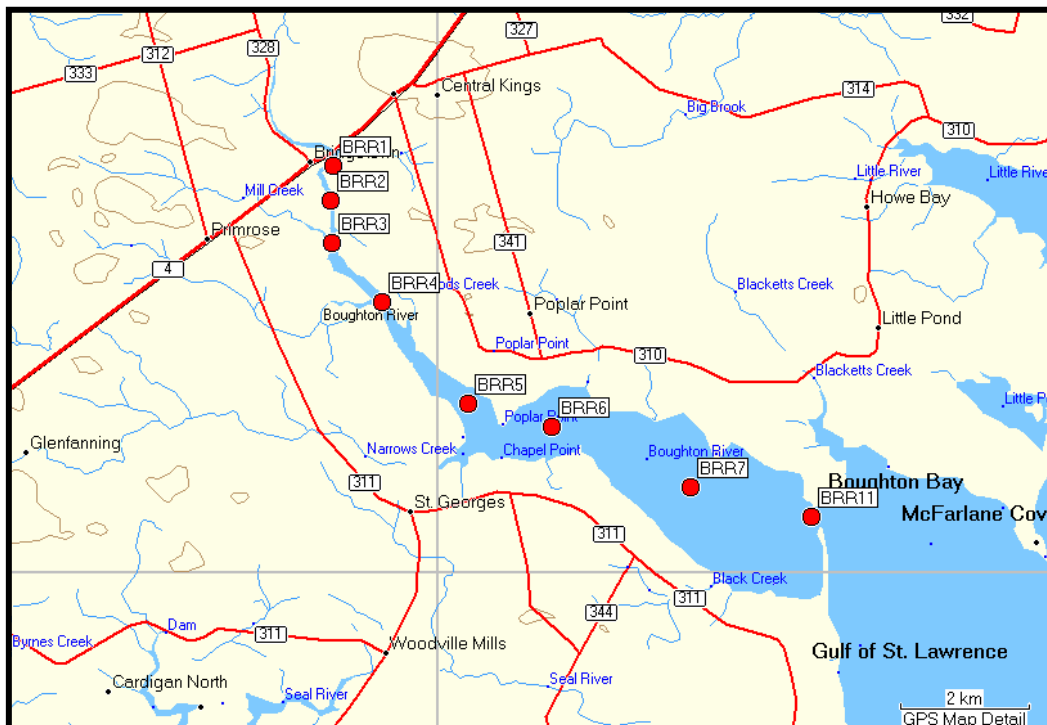 332
327
328
312
333
Central Kings
314
Big Brook
310
BRR1
BRR2
Mill Creek
Little River
Little River
Howe Bay
BRR3
Primrose
341
4
BRR4
Creek
Blacketts Creek
Poplar Point
Boughton River
Little Pond
Poplar Point
310
Blacketts Creek
BRR5
BRR6
Poplar
Glenfanning
Narrows Creek
Chapel Point
Boughton River
BRR7
311
Boughton Bay
BRR11
St. Georges
McFarlane Cov
311
Black Creek
311
344
Dam
Byrnes Creek
311
Woodville Mills
Gulf of St. Lawrence
Cardigan North
Seal River
Seal River
2 km
GPS Map Detail